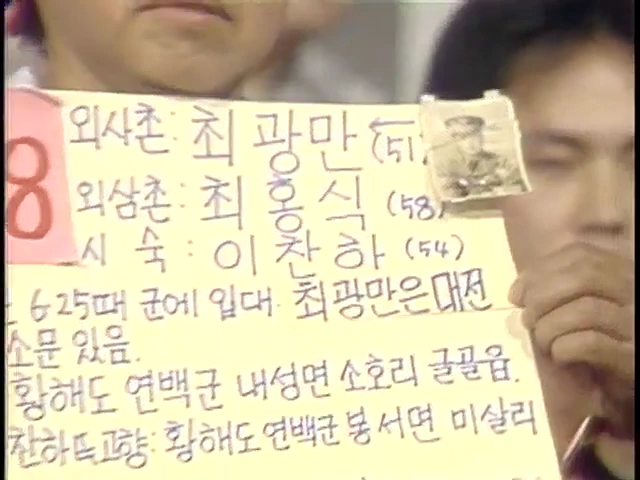 8
외사촌: 최광만 (51)
외삼촌: 최홍식 (58)
시 숙: 이찬하 (54)
625때 군에 입대. 최광만은 대전
소문 있음.
황해도 연백군 내성면 소호리 글골읍.
찬하 고향: 황해도 연백군 봉서면 미살리